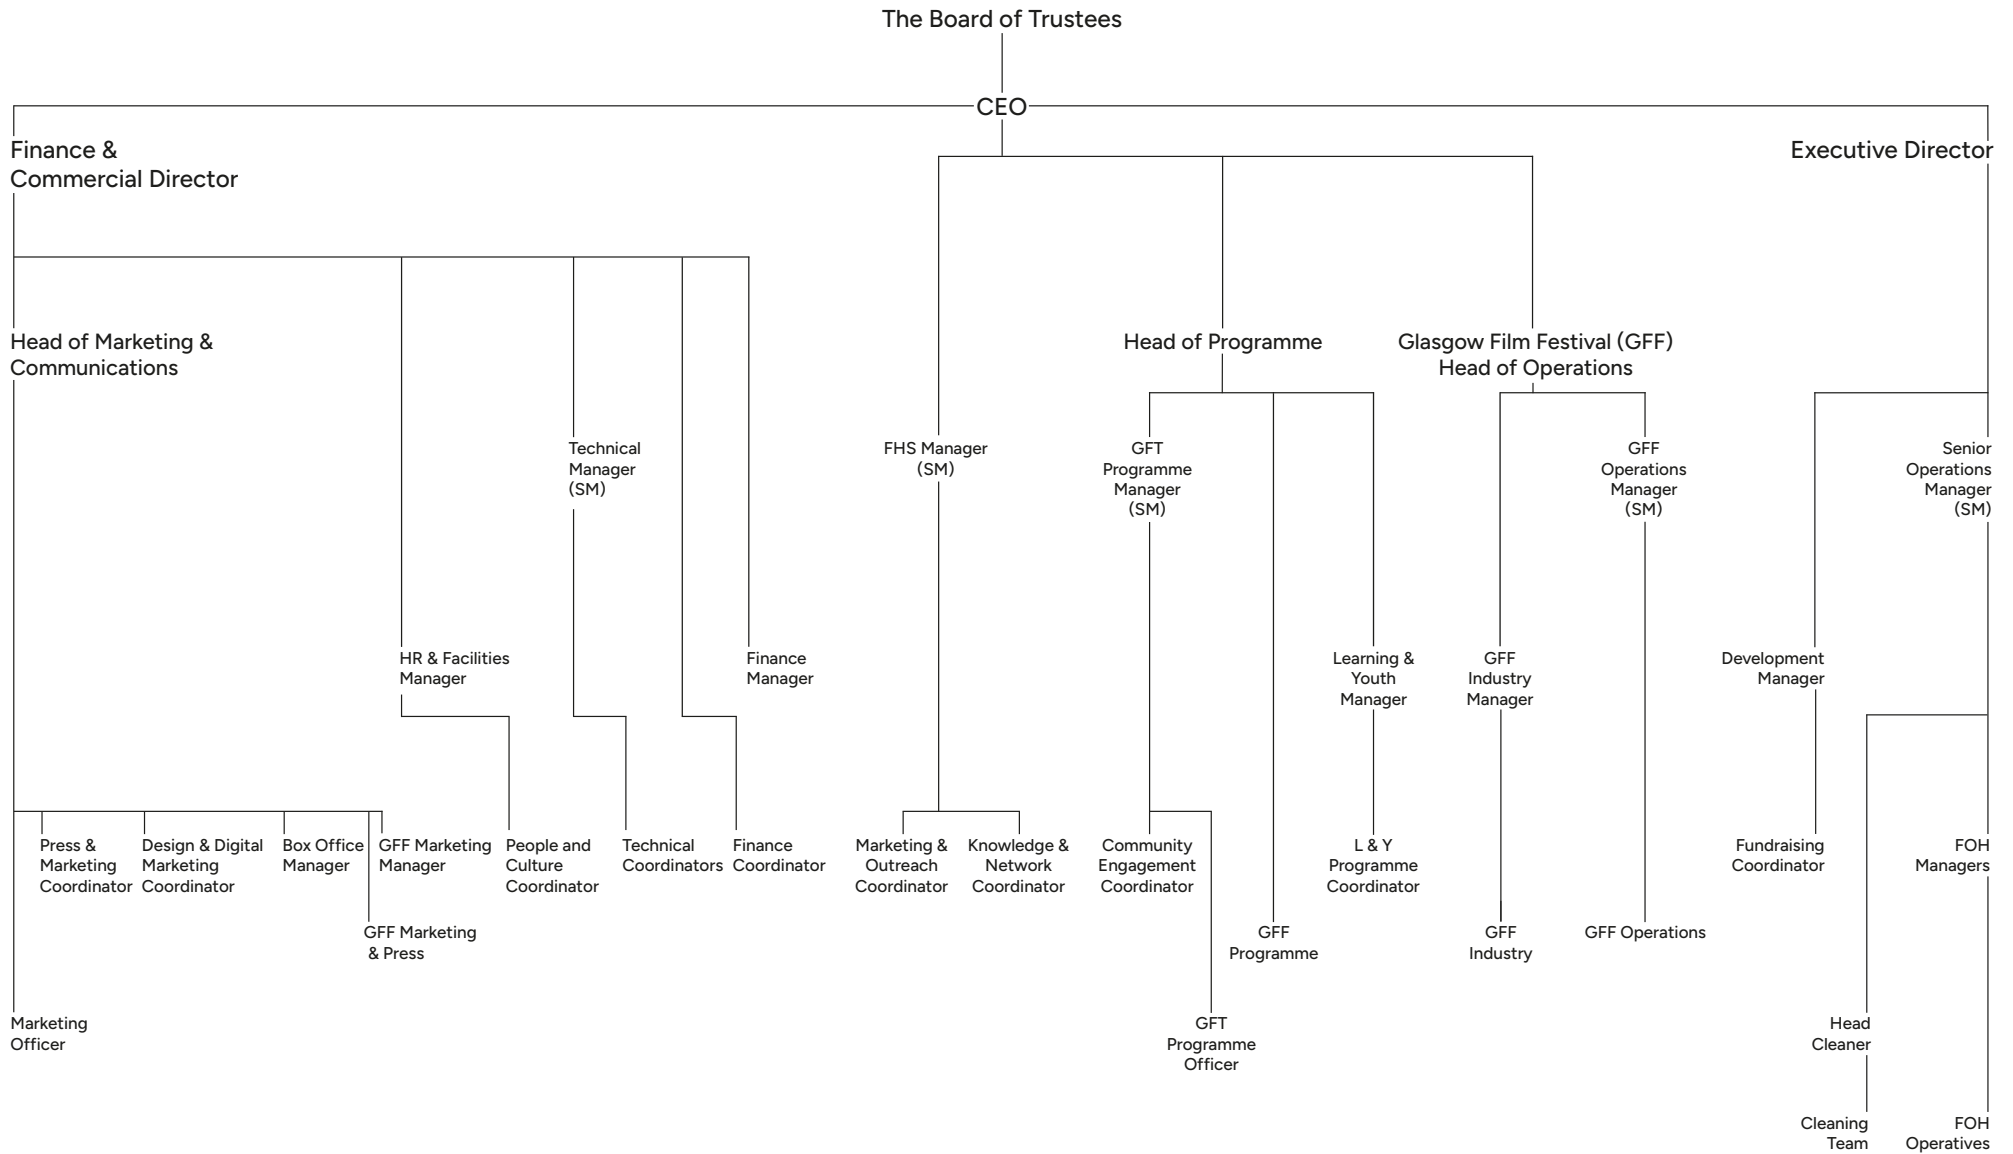 The Board of Trustees
CEO
Finance &
Commercial Director
Executive Director
Head of Marketing &
Communications
Head of Programme
Glasgow Film Festival (GFF)
Head of Operations
Technical
Manager
(SM)
FHS Manager
(SM)
GFT
Programme
Manager
(SM)
GFF
Operations
Manager
(SM)
Senior
Operations
Manager
(SM)
HR & Facilities
Manager
Finance
Manager
Learning &
Youth
Manager
GFF
Industry
Manager
Development
Manager
Press &
Marketing
Coordinator
Design & Digital
Marketing
Coordinator
Box Office
Manager
GFF Marketing
Manager
People and
Culture
Coordinator
Technical
Coordinators
Finance
Coordinator
Marketing &
Outreach
Coordinator
Knowledge &
Network
Coordinator
Community
Engagement
Coordinator
L & Y
Programme
Coordinator
Fundraising
Coordinator
FOH
Managers
GFF Marketing
& Press
GFF
Programme
GFF
Industry
GFF Operations
Marketing
Officer
GFT
Programme
Officer
Head
Cleaner
Cleaning
Team
FOH
Operatives